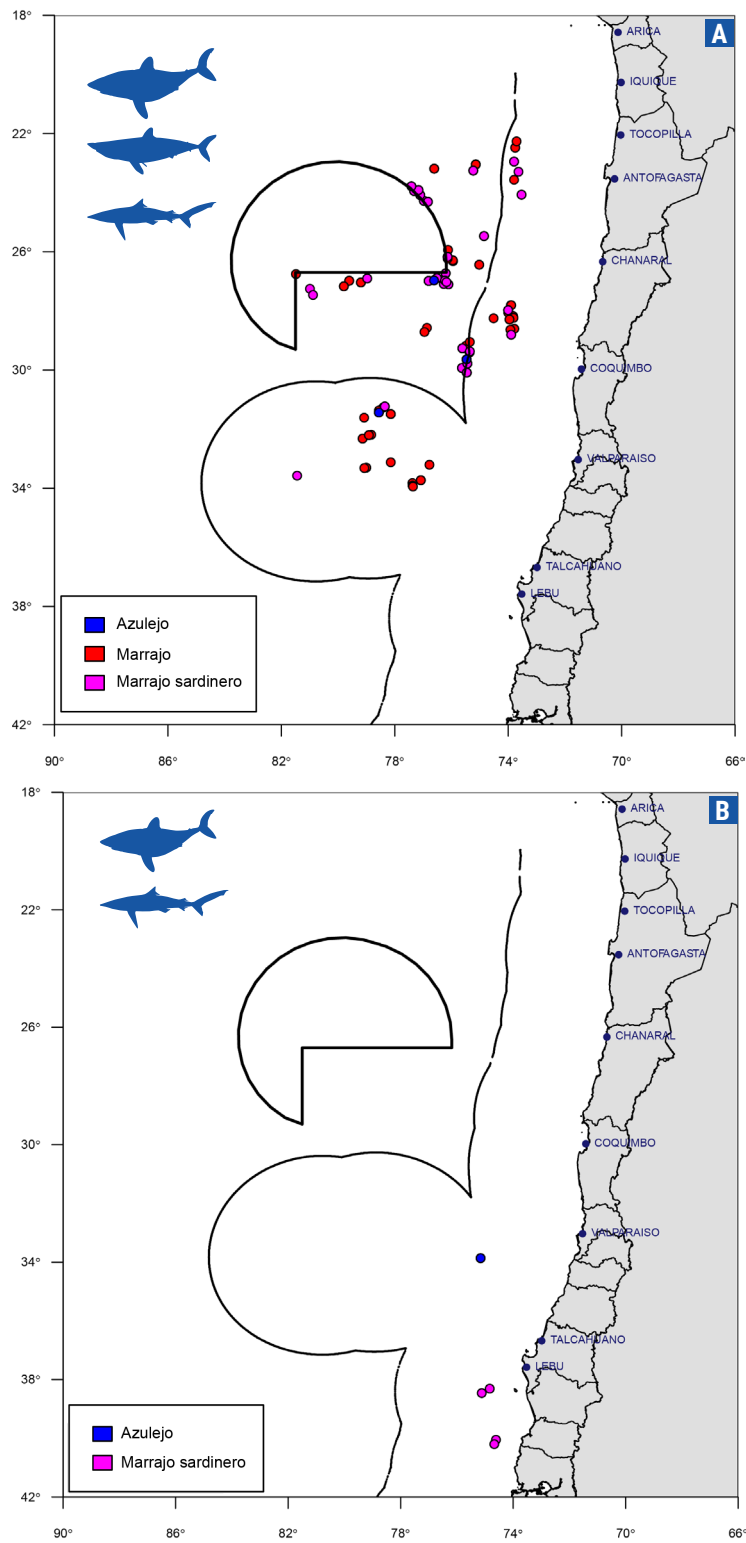 18°
A
ARICA
IQUIQUE
22°
TOCOPILLA
ANTOFAGASTA
26°
CHANARAL
30°
COQUIMBO
VALPARAISO
34°
TALCAHUANO
LEBU
38°
Azulejo
Marrajo
Marrajo sardinero
42°
90° 86° 82° 78° 74° 70° 66°
18°
B
ARICA
IQUIQUE
22°
TOCOPILLA
ANTOFAGASTA
26°
CHANARAL
30°
COQUIMBO
VALPARAISO
34°
TALCAHUANO
LEBU
38°
Azulejo
Marrajo sardinero
42°
90° 86° 82° 78° 74° 70° 66°